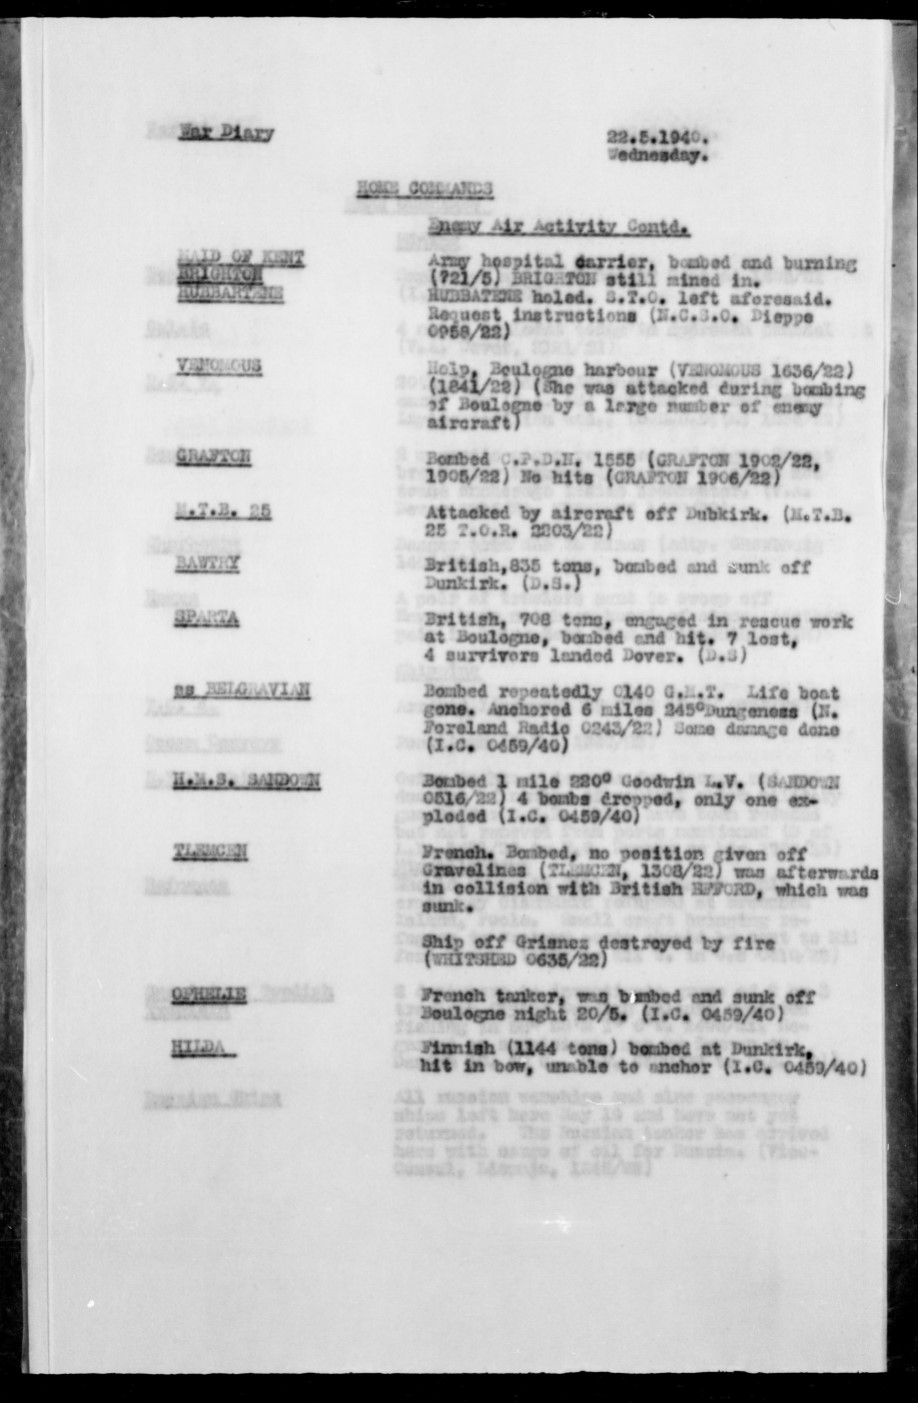 War Diary
22.5.1940.
Wednesday.
HOME COMMANDS
Enemy Air Activity Contd.
MAID OF KENT
BRIGHTON
HUBBARTENE
Army hospital carrier, bombed and burning
(721/5) BRIGHTON still mined in.
HUBBATENE holed. S.T.O. left aforesaid.
Request instructions (N.C.S.O. Dieppe
0958/22)
VENOMOUS
Help, Boulogne harbour (VENOMOUS 1636/22)
(1841/22) (She was attacked during bombing
of Boulogne by a large number of enemy
aircraft)
GRAFTON
Bombed C.P.D.H. 1855 (GRAFTON 1902/22,
1905/22) No hits (GRAFTON 1906/22)
M.T.B. 25
Attacked by aircraft off Dubkirk. (M.T.B.
25 T.O.R. 2203/22)
BAWTRY
British,835 tons, bombed and sunk off
Dunkirk. (D.S.)
SPARTA
British, 708 tons, engaged in rescue work
at Boulogne, bombed and hit. 7 lost,
4 survivors landed Dover. (D.S)
ss BELGRAVIAN
Bombed repeatedly 0140 G.M.T. Life boat
gone. Anchored 6 miles 245°Dungeness (N.
Foreland Radio 0243/22) Some damage done
(I.C. 0459/40)
H.M.S. SANDOWN
Bombed 1 mile 220° Goodwin L.V. (SANDOWN
0516/22) 4 bombs dropped, only one ex-
ploded (I.C. 0459/40)
TLEMCEN
French. Bombed, no position given off
Gravelines (TLEMCEN, 1308/22) was afterwards
in collision with British EFFORD, which was
sunk.
Ship off Grisnez destroyed by fire
(WHITSHED 0635/22)
OPHELIE
French tanker, was bombed and sunk off
Boulogne night 20/5. (I.C. 0459/40)
HILDA
Finnish (1144 tons) bombed at Dunkirk,
hit in bow, unable to anchor (I.C. 0459/40)